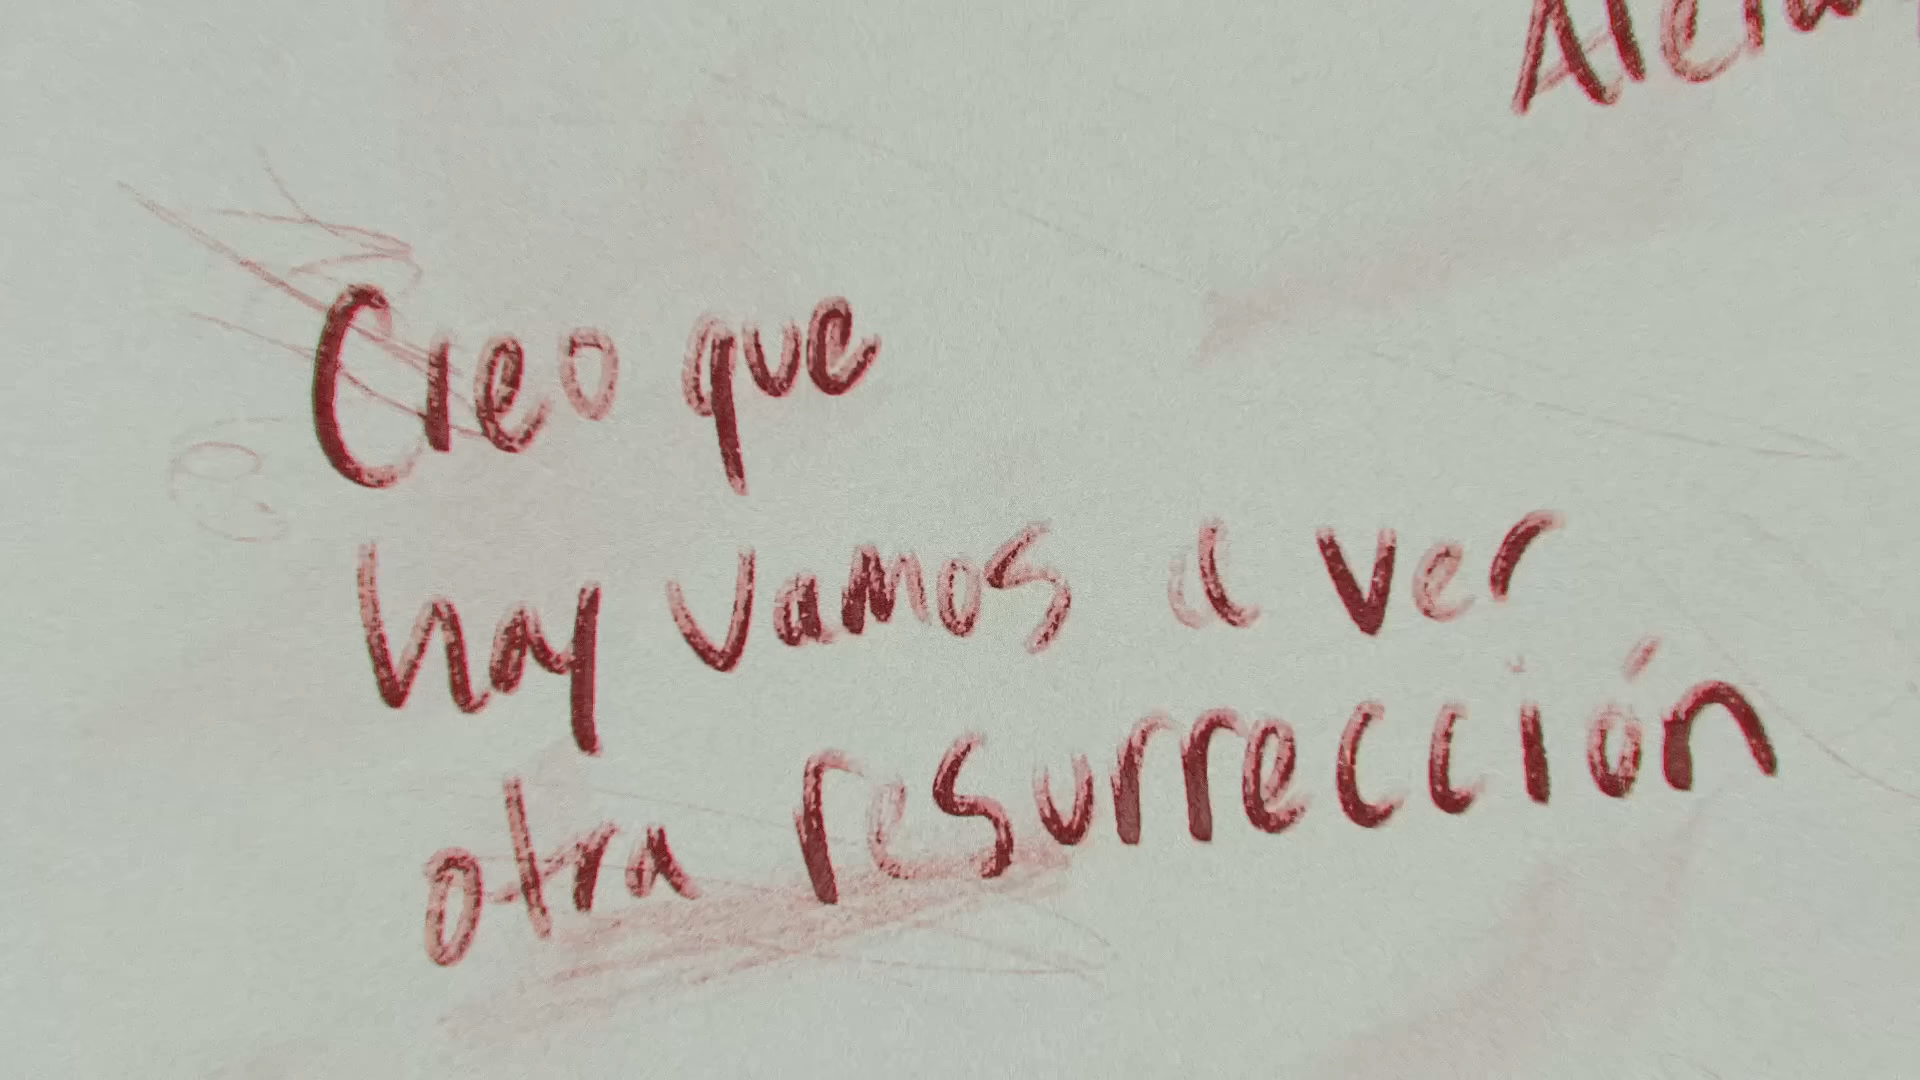 Creo que
hoy vamos a ver
otra resurrección